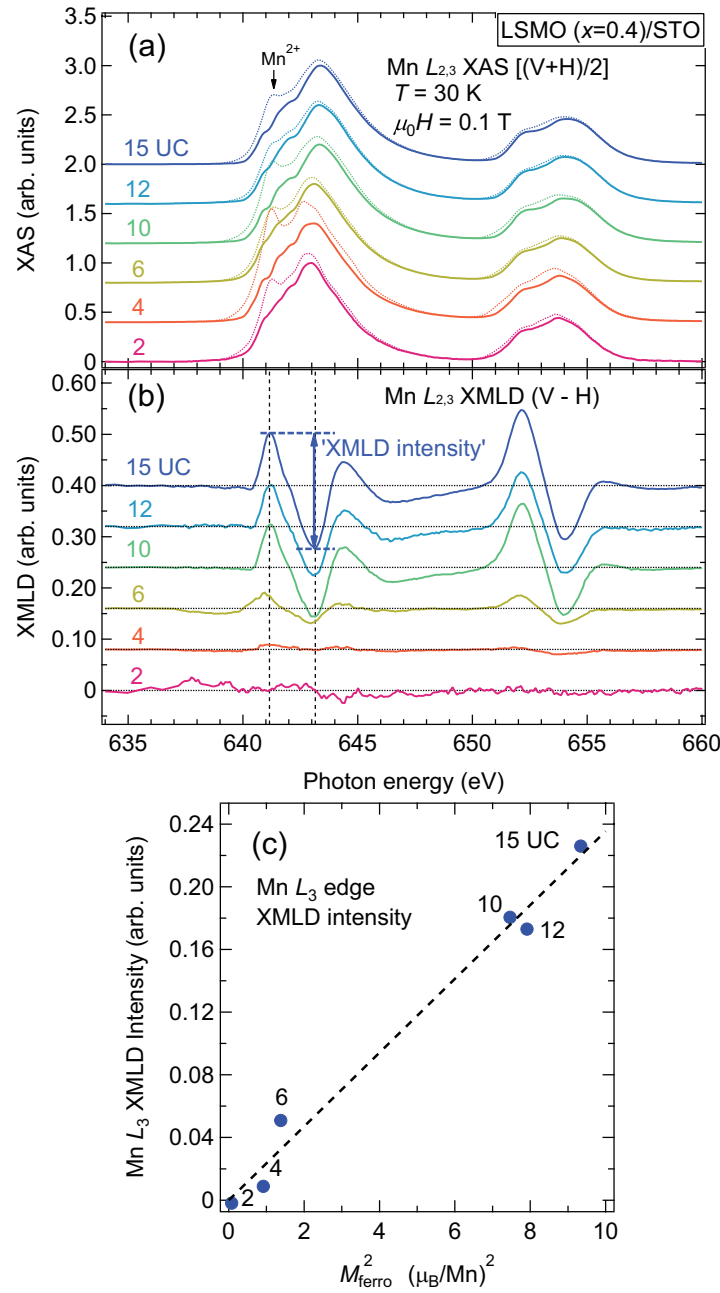 LSMO (x=0.4)/STO
(a)
Mn²⁺
Mn L₂,₃ XAS [(V+H)/2]
T = 30 K
μ₀H = 0.1 T
3.5
3.0
2.5
2.0
1.5
1.0
0.5
0
XAS (arb. units)
15 UC
12
10
6
4
2
(b)
Mn L₂,₃ XMLD (V - H)
'XMLD intensity'
0.60
0.50
0.40
0.30
0.20
0.10
0
XMLD (arb. units)
15 UC
12
10
6
4
2
635 640 645 650 655 660
Photon energy (eV)
(c)
Mn L₃ edge
XMLD intensity
0.24
0.20
0.16
0.12
0.08
0.04
0
Mn L₃ XMLD Intensity (arb. units)
15 UC
10
12
6
4
2
0 2 4 6 8 10
M²ferro (μB/Mn)²